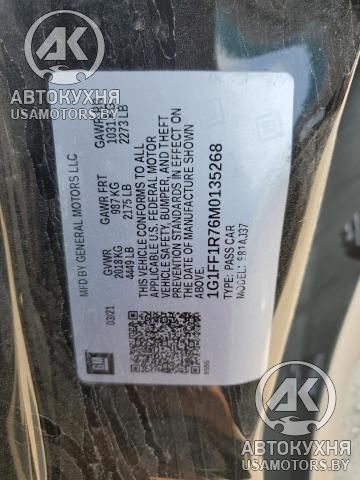 MFD BY GENERAL MOTORS LLC
03/21
GVWR
2018 KG
4449 LB
GAWR FRT
987 KG
2175 LB
2273 LB
THIS VEHICLE CONFORMS TO ALL
APPLICABLE U.S. FEDERAL MOTOR
VEHICLE SAFETY, BUMPER, AND THEFT
PREVENTION STANDARDS IN EFFECT ON
THE DATE OF MANUFACTURE SHOWN
ABOVE.
1G1FF1R76M0135268
TYPE: PASS CAR
MODEL:
GM
AK
АВТОКУХНЯ
USAMOTORS.BY
AK
АВТОКУХНЯ
USAMOTORS.BY